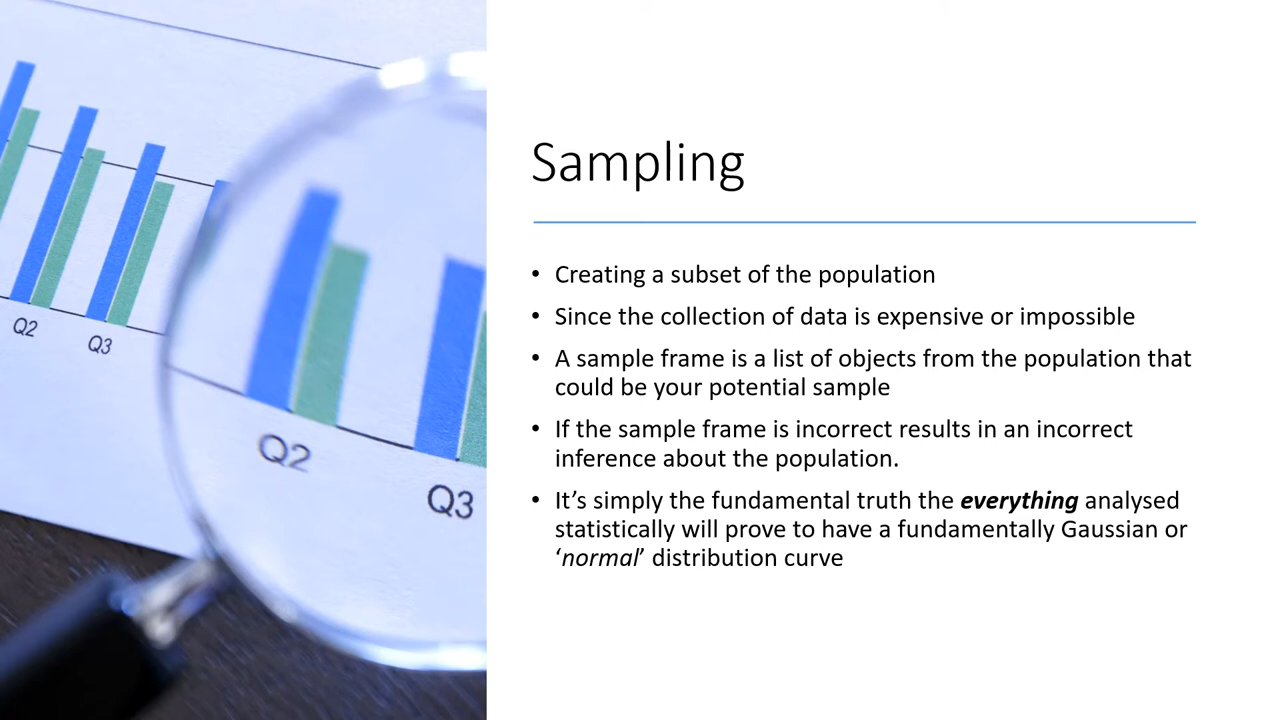 Q2
Q3
Q2
Q3
Sampling
• Creating a subset of the population
• Since the collection of data is expensive or impossible
• A sample frame is a list of objects from the population that
could be your potential sample
• If the sample frame is incorrect results in an incorrect
inference about the population.
• It’s simply the fundamental truth the everything analysed
statistically will prove to have a fundamentally Gaussian or
‘normal’ distribution curve